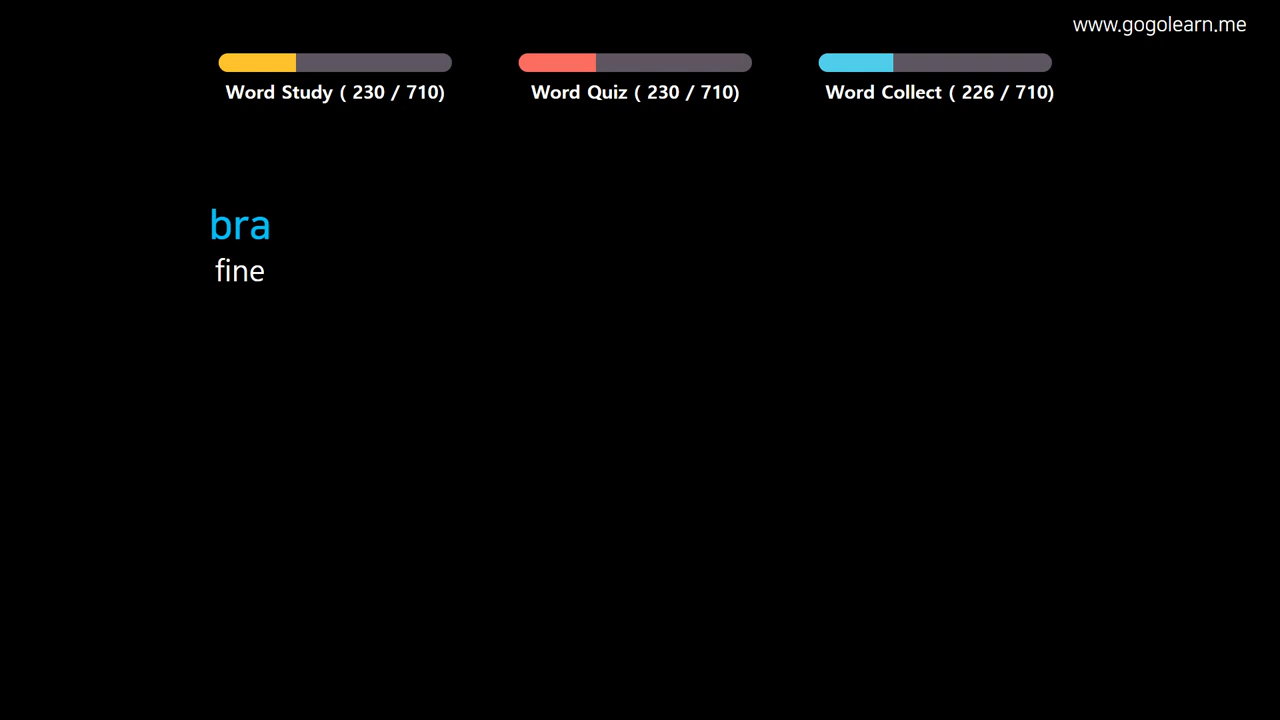 www.gogolearn.me
Word Study ( 230 / 710)
Word Quiz ( 230 / 710)
Word Collect ( 226 / 710)
bra
fine